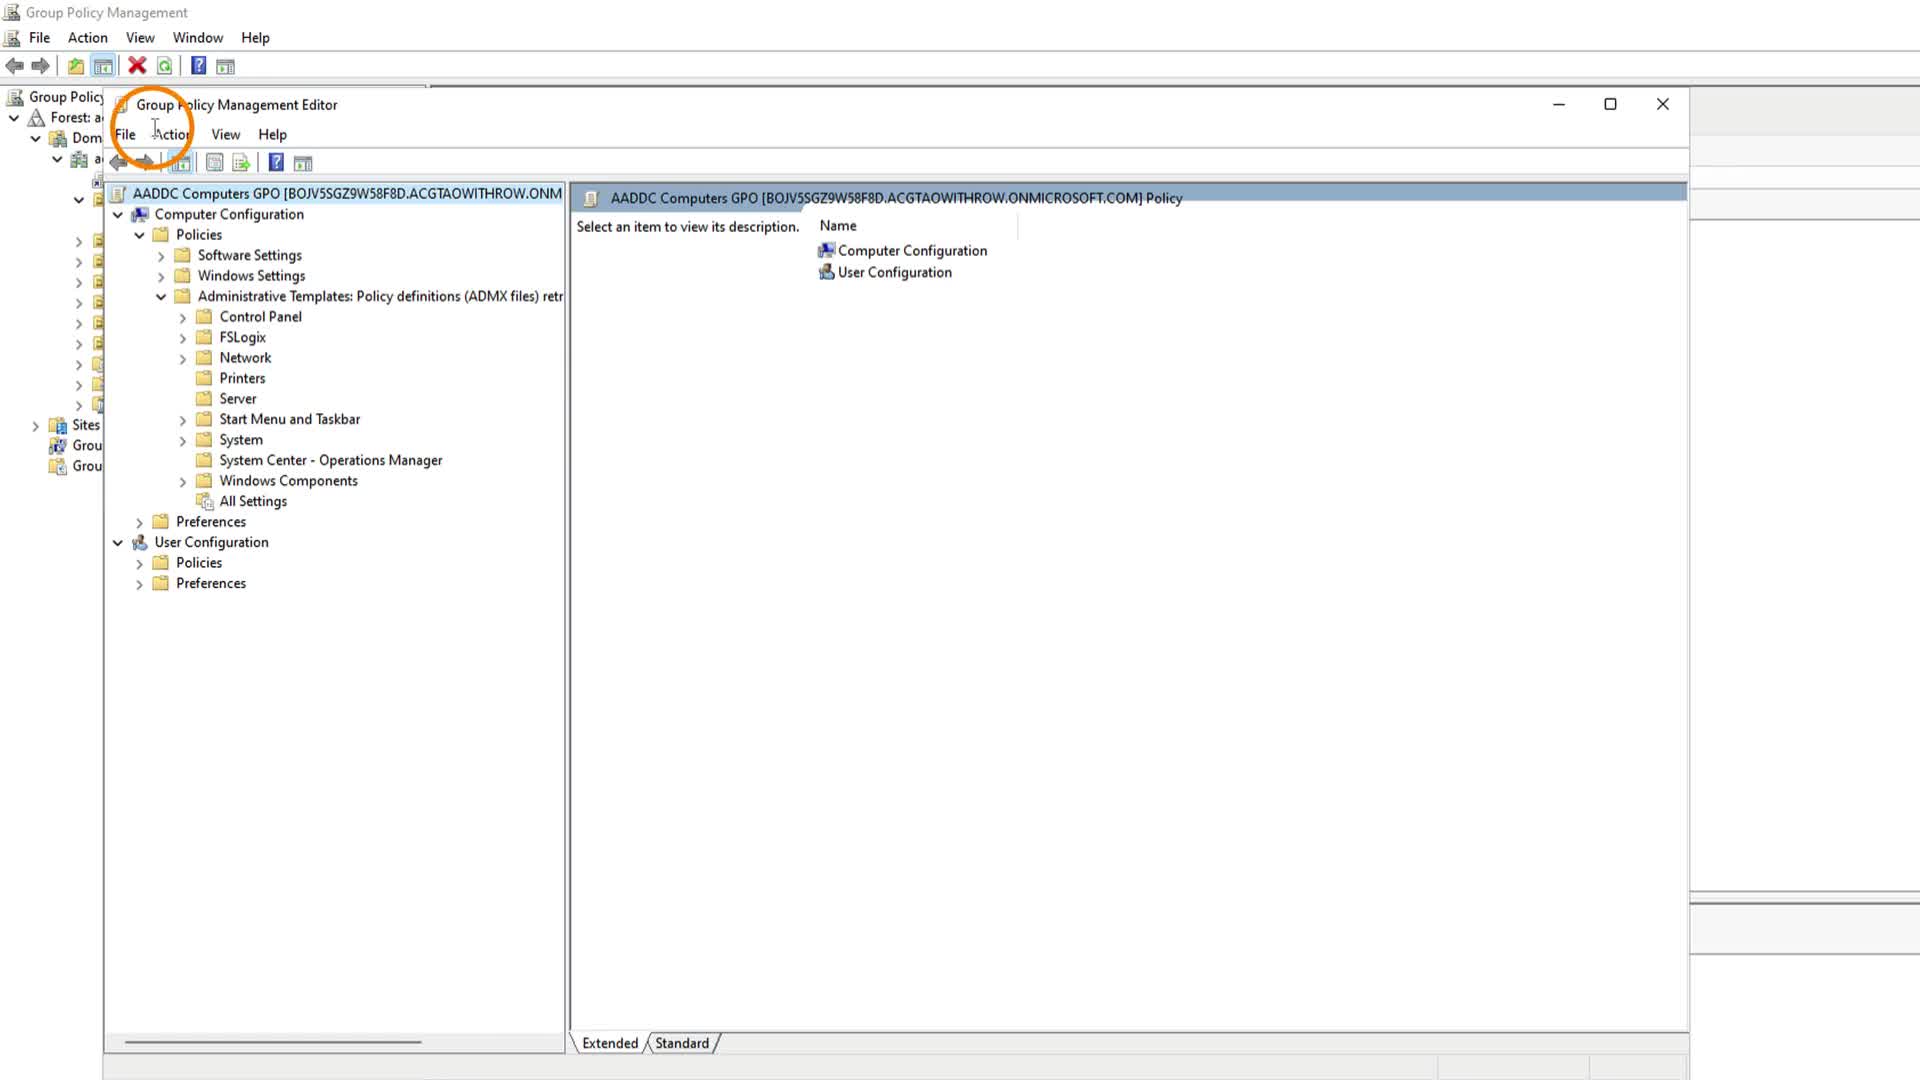 Group Policy Management
File Action View Window Help
Group Policy
Forest: a
Dom
a
Sites
Grou
Grou
Group Policy Management Editor
File Action View Help
AADDC Computers GPO [BOJV5SGZ9W58F8D.ACGTAOWITHROW.ONM
Computer Configuration
Policies
Software Settings
Windows Settings
Administrative Templates: Policy definitions (ADMX files) retr
Control Panel
FSLogix
Network
Printers
Server
Start Menu and Taskbar
System
System Center - Operations Manager
Windows Components
All Settings
Preferences
User Configuration
Policies
Preferences
AADDC Computers GPO [BOJV5SGZ9W58F8D.ACGTAOWITHROW.ONMICROSOFT.COM] Policy
Select an item to view its description.
Name
Computer Configuration
User Configuration
Extended Standard